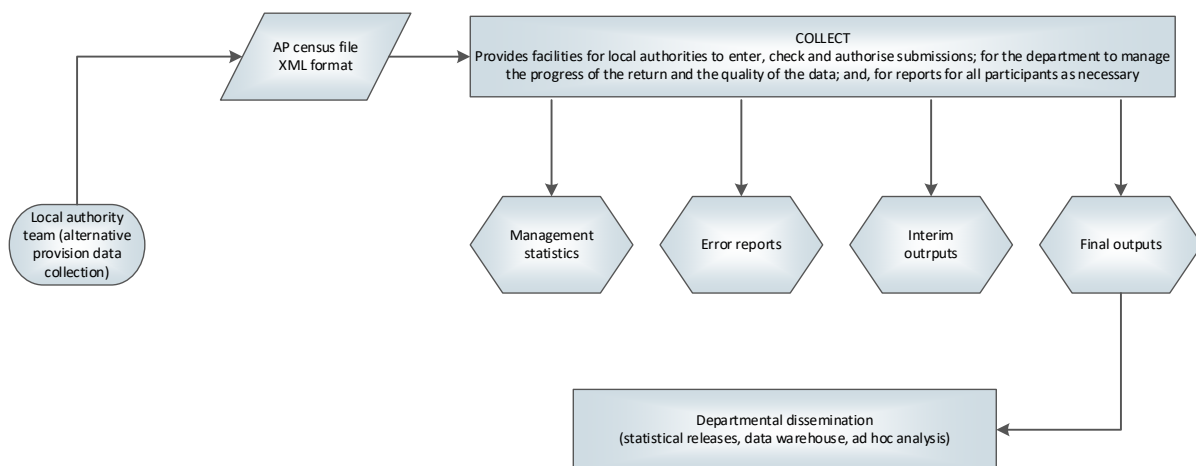 AP census file
XML format
COLLECT
Provides facilities for local authorities to enter, check and authorise submissions; for the department to manage
the progress of the return and the quality of the data; and, for reports for all participants as necessary
Local authority
team (alternative
provision data
collection)
Management
statistics
Error reports
Interim
outrputs
Final outputs
Departmental dissemination
(statistical releases, data warehouse, ad hoc analysis)